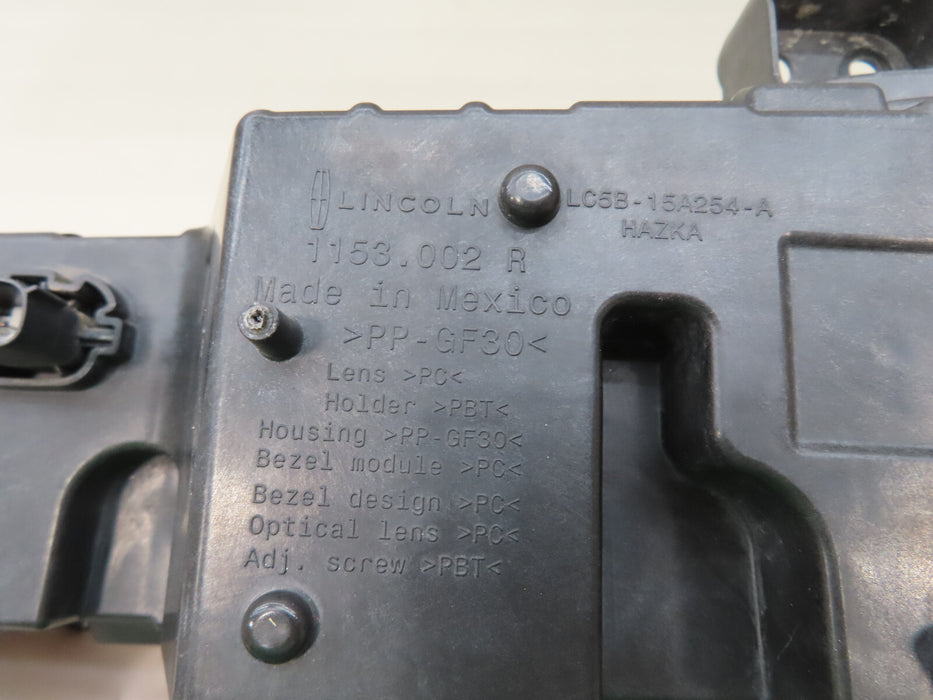 LINCOLN LC5B-15A254-A
HAZKA
1153.002 R
Made in Mexico
>PP-GF30<
Lens >PC<
Holder >PBT<
Housing >PP-GF30<
Bezel module >PC<
Bezel design >PC<
Optical lens >PC<
Adj. screw >PBT<